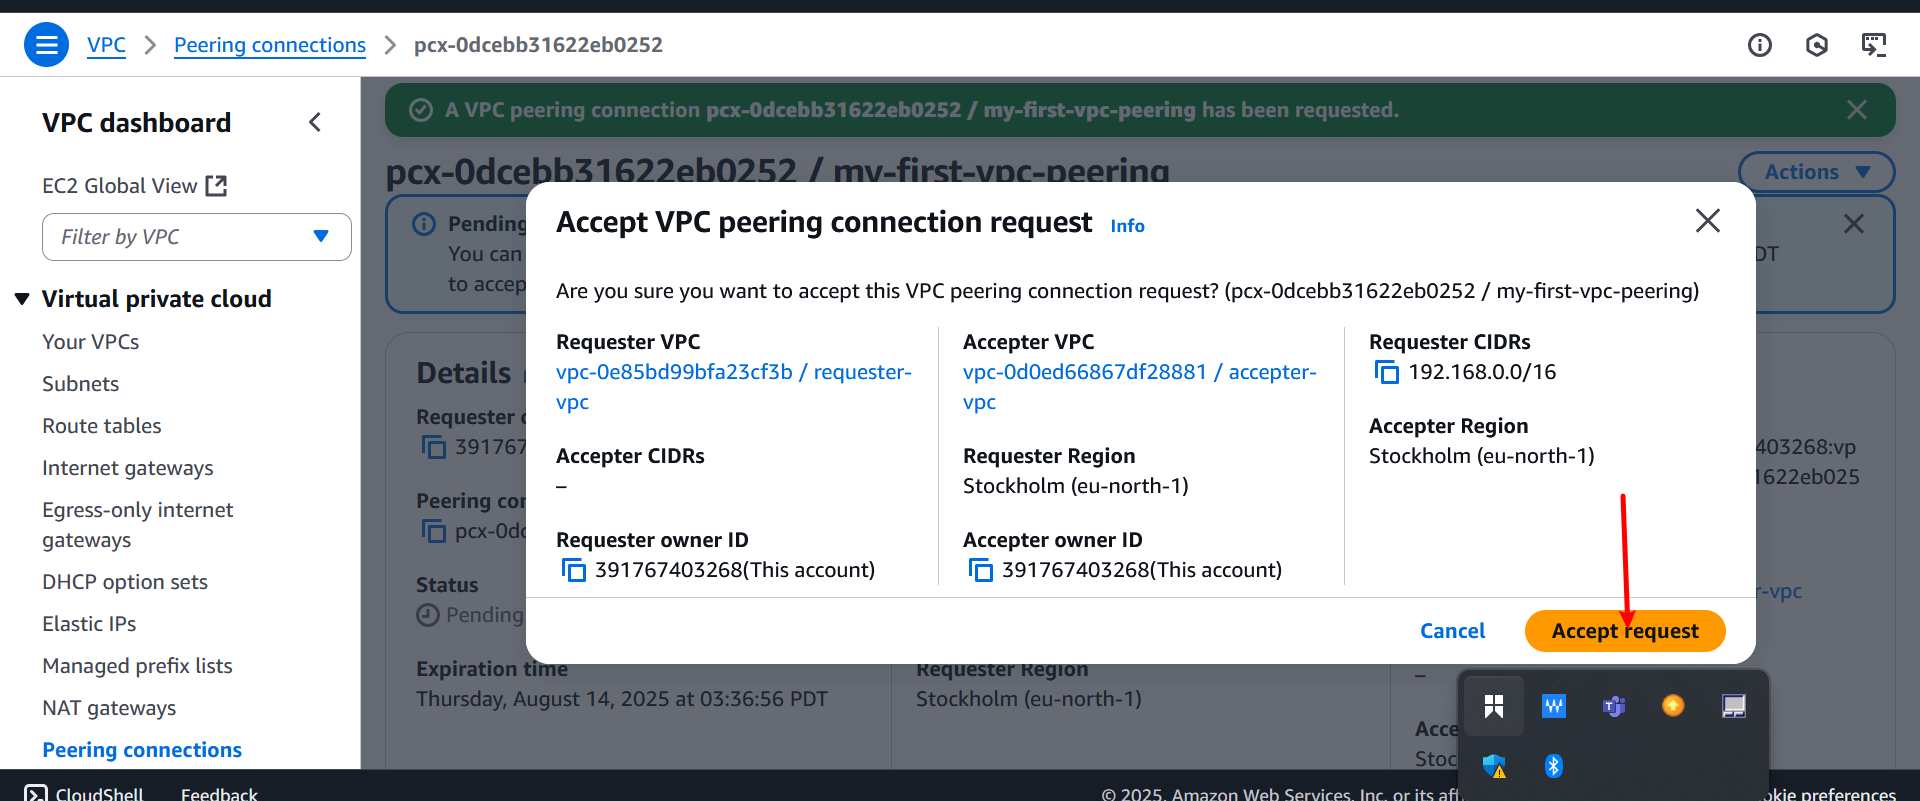 VPC > Peering connections > pcx-0dcebb31622eb0252
VPC dashboard
EC2 Global View
Filter by VPC
Virtual private cloud
Your VPCs
Subnets
Route tables
Internet gateways
Egress-only internet
gateways
DHCP option sets
Elastic IPs
Managed prefix lists
NAT gateways
Peering connections
A VPC peering connection pcx-0dcebb31622eb0252 / my-first-vpc-peering has been requested.
pcx-0dcebb31622eb0252 / my-first-vpc-peering
Actions
Pending
You can
DT
to accep
Details
Requester
39176
403268:vp
1622eb025
Peering con
pcx-0dc
Status
Pending
r-vpc
Expiration time
Thursday, August 14, 2025 at 03:36:56 PDT
Requester Region
Stockholm (eu-north-1)
–
Acce
Stoc
Accept VPC peering connection request Info
Are you sure you want to accept this VPC peering connection request? (pcx-0dcebb31622eb0252 / my-first-vpc-peering)
Requester VPC
vpc-0e85bd99bfa23cf3b / requester-
vpc
Accepter CIDRs
–
Requester owner ID
391767403268(This account)
Accepter VPC
vpc-0d0ed66867df28881 / accepter-
vpc
Requester Region
Stockholm (eu-north-1)
Accepter owner ID
391767403268(This account)
Requester CIDRs
192.168.0.0/16
Accepter Region
Stockholm (eu-north-1)
Cancel
Accept request
CloudShell
Feedback
© 2025, Amazon Web Services, Inc. or its aff
kie preferences